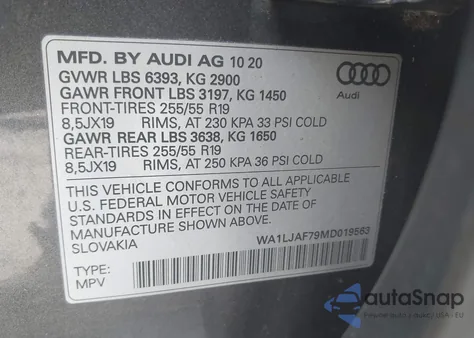 MFD. BY AUDI AG 10 20
GVWR LBS 6393, KG 2900
GAWR FRONT LBS 3197, KG 1450
FRONT-TIRES 255/55 R19
8,5JX19 RIMS, AT 230 KPA 33 PSI COLD
GAWR REAR LBS 3638, KG 1650
REAR-TIRES 255/55 R19
8,5JX19 RIMS, AT 250 KPA 36 PSI COLD
Audi
THIS VEHICLE CONFORMS TO ALL APPLICABLE
U.S. FEDERAL MOTOR VEHICLE SAFETY
STANDARDS IN EFFECT ON THE DATE OF
MANUFACTURE SHOWN ABOVE.
SLOVAKIA WA1LJAF79MD019563
TYPE:
MPV
autoSnap